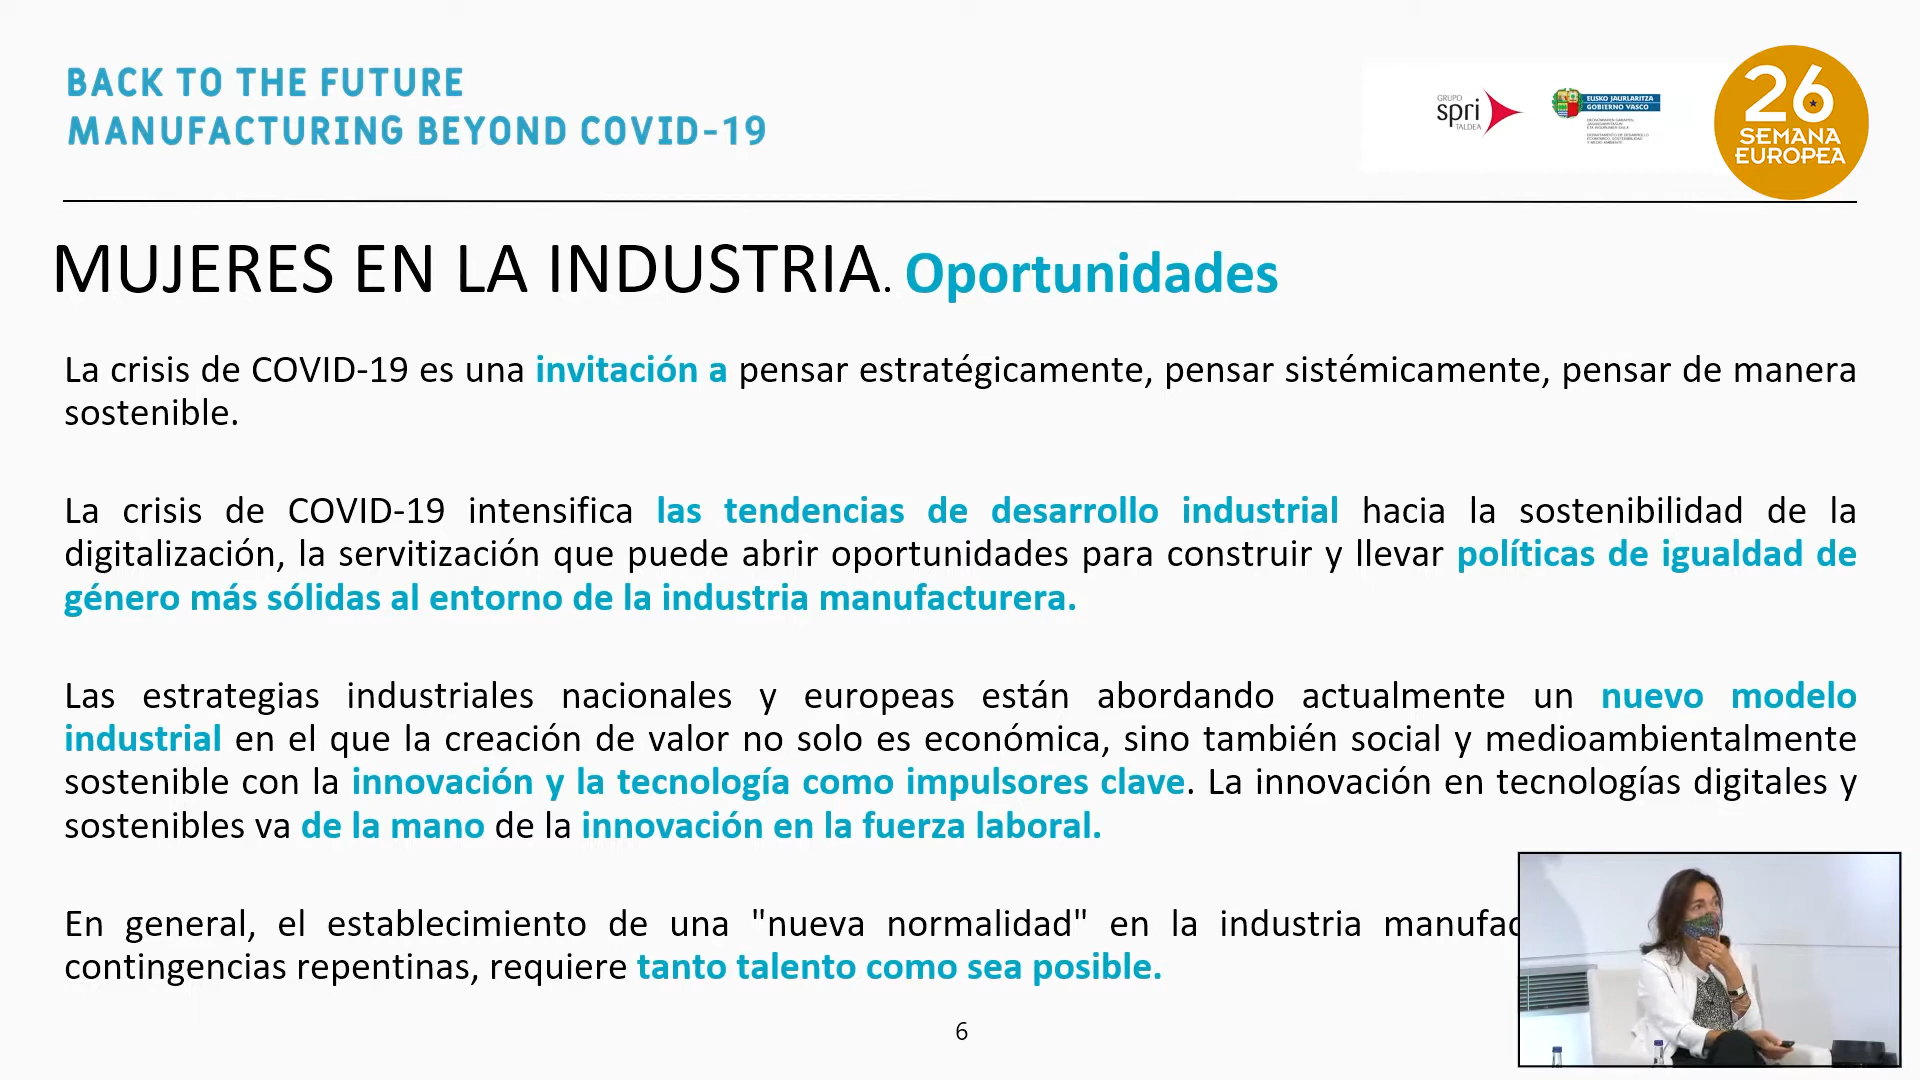 BACK TO THE FUTURE
MANUFACTURING BEYOND COVID-19
GRUPO
spri
TALDEA
EUSKO JAURLARITZA
GOBIERNO VASCO
26
SEMANA
EUROPEA
MUJERES EN LA INDUSTRIA. Oportunidades
La crisis de COVID-19 es una invitación a pensar estratégicamente, pensar sistémicamente, pensar de manera
sostenible.
La crisis de COVID-19 intensifica las tendencias de desarrollo industrial hacia la sostenibilidad de la
digitalización, la servitización que puede abrir oportunidades para construir y llevar políticas de igualdad de
género más sólidas al entorno de la industria manufacturera.
Las estrategias industriales nacionales y europeas están abordando actualmente un nuevo modelo
industrial en el que la creación de valor no solo es económica, sino también social y medioambientalmente
sostenible con la innovación y la tecnología como impulsores clave. La innovación en tecnologías digitales y
sostenibles va de la mano de la innovación en la fuerza laboral.
En general, el establecimiento de una "nueva normalidad" en la industria manufac
contingencias repentinas, requiere tanto talento como sea posible.
6